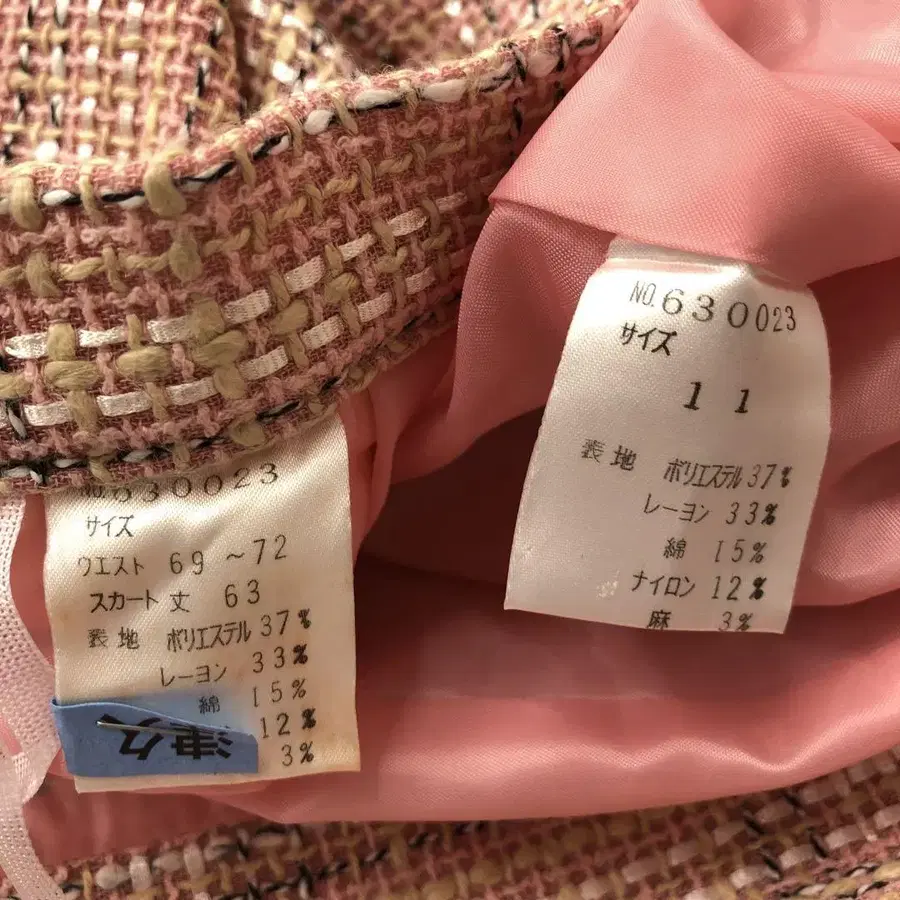 NO.630023
サイズ
ウエスト 69～72
スカート丈 63
表地 ポリエステル 37%
レーヨン 33%
綿 15%
12%
3%
津久
NO.630023
サイズ
11
表地 ポリエステル 37%
レーヨン 33%
綿 15%
ナイロン 12%
麻 3%